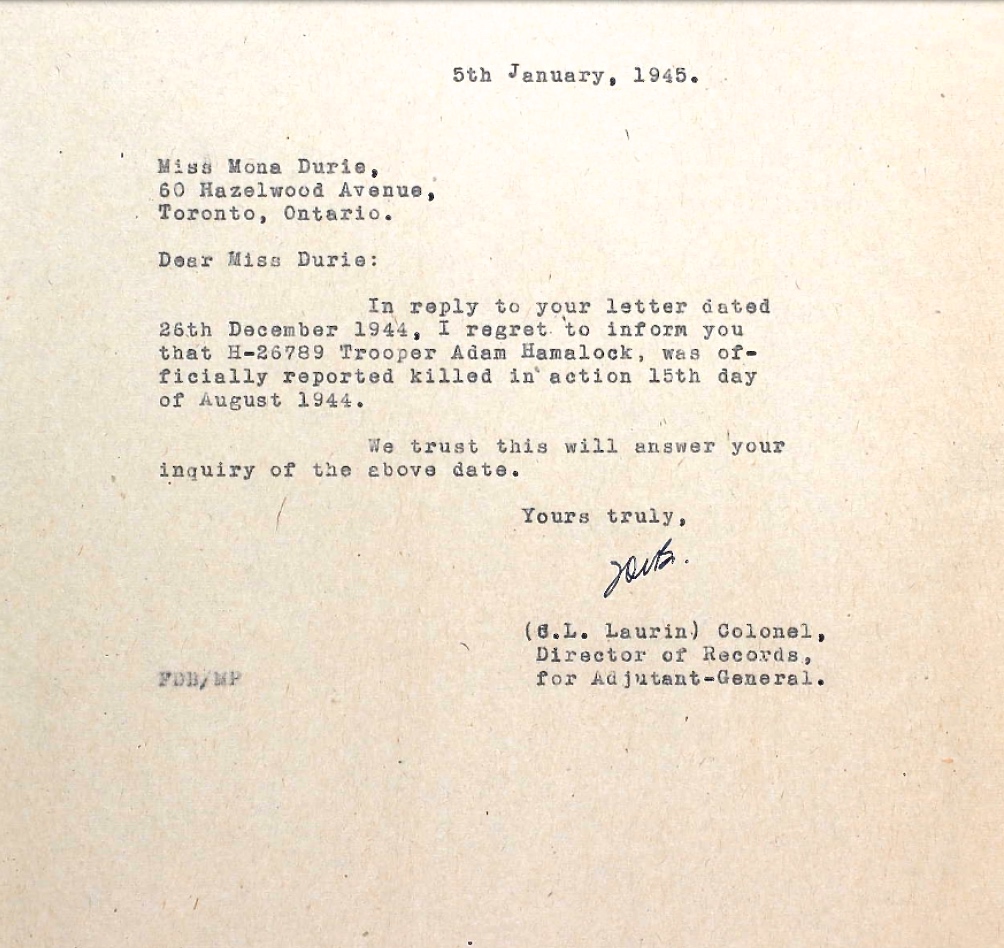 5th January, 1945.
Miss Mona Durie,
60 Hazelwood Avenue,
Toronto, Ontario.
Dear Miss Durie:
In reply to your letter dated
26th December 1944, I regret to inform you
that H-26789 Trooper Adam Hamalock, was of-
ficially reported killed in action 15th day
of August 1944.
We trust this will answer your
inquiry of the above date.
Yours truly,
(C.L. Laurin) Colonel,
Director of Records,
for Adjutant-General.
FDB/MP